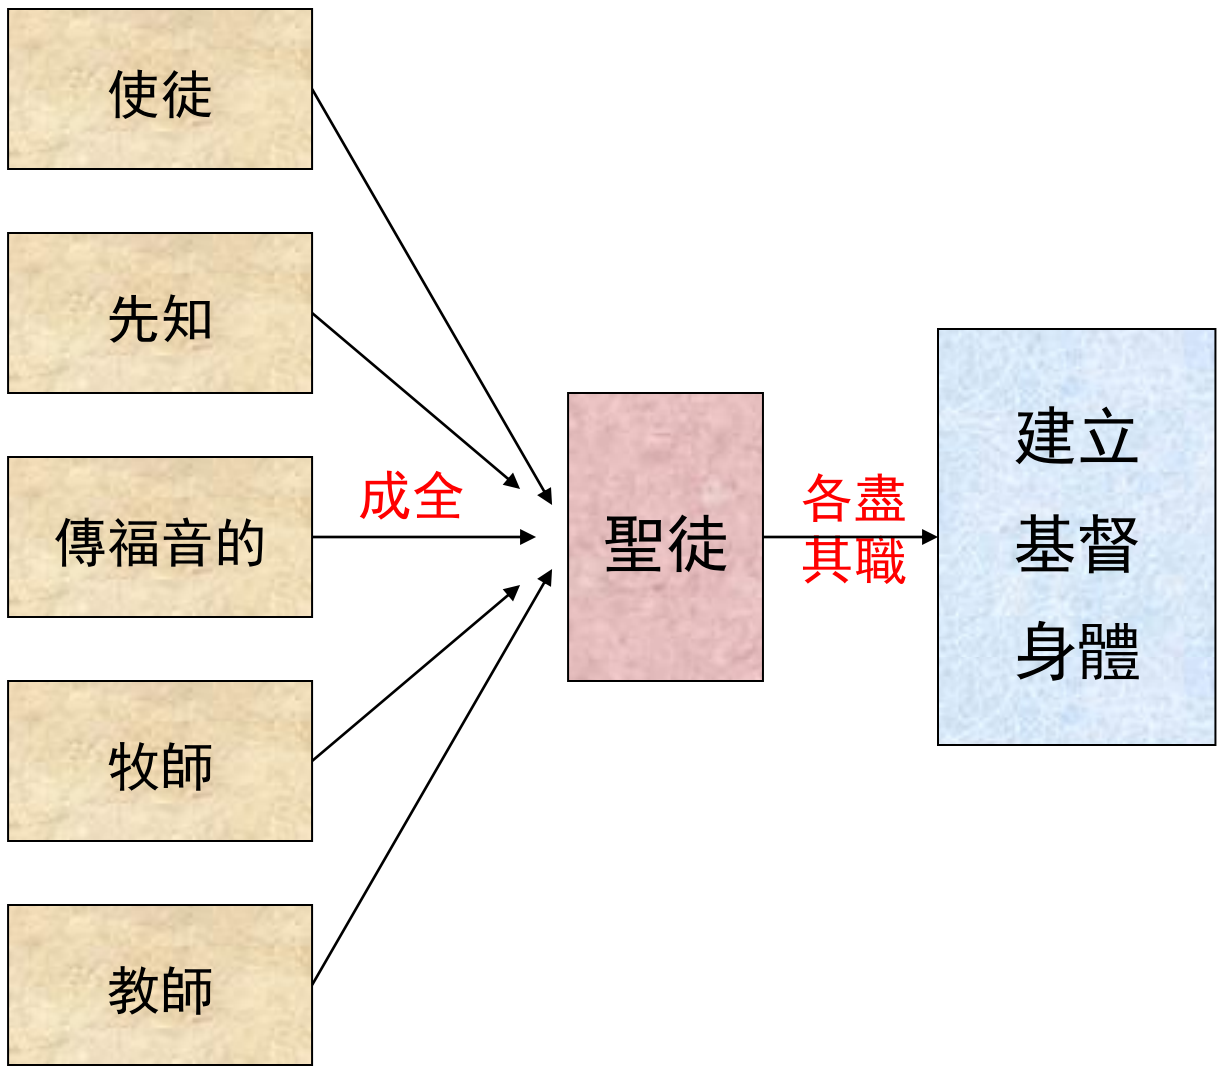 使徒
先知
傳福音的
牧師
教師
成全
聖徒
各盡
其職
建立
基督
身體